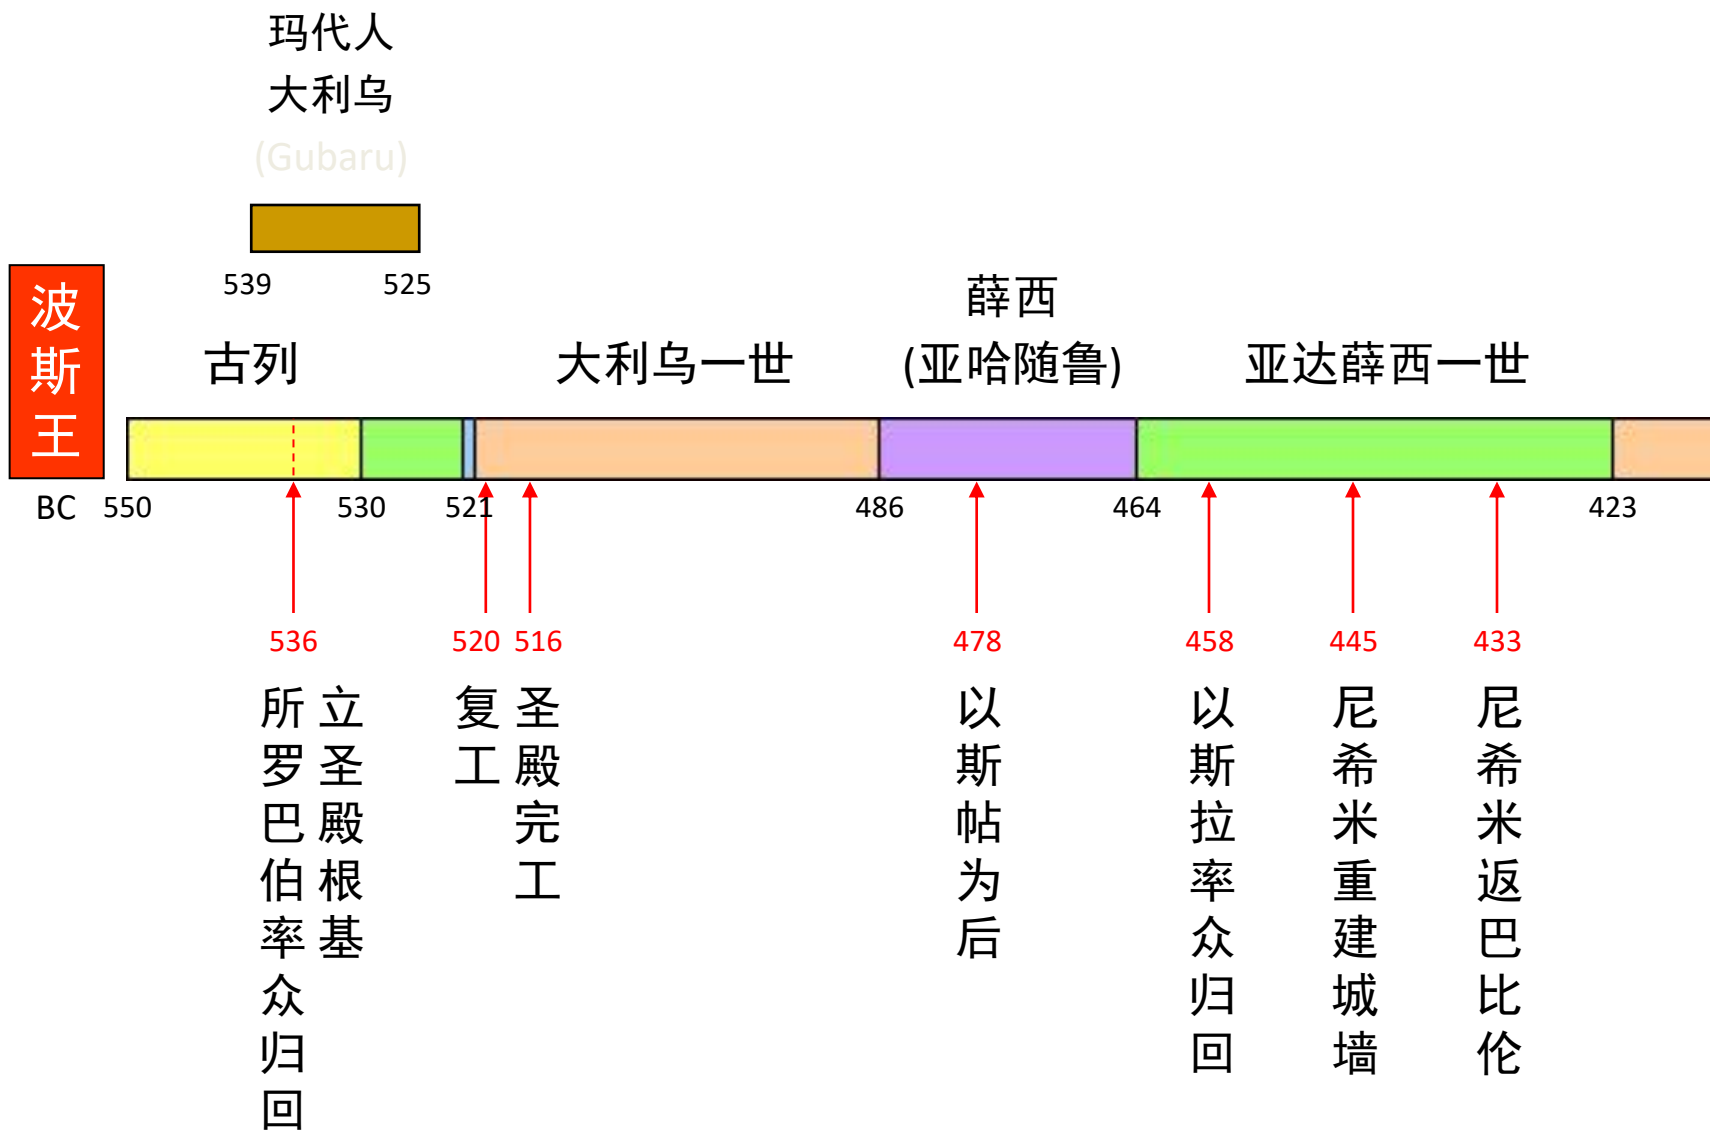 玛代人
大利乌
(Gubaru)
539
525
波斯王
古列
大利乌一世
薛西
(亚哈随鲁)
亚达薛西一世
BC
550
530
521
486
464
423
536
520
516
478
458
445
433
所罗巴伯率众归回
立圣殿根基
复工
圣殿完工
以斯帖为后
以斯拉率众归回
尼希米重建城墙
尼希米返巴比伦